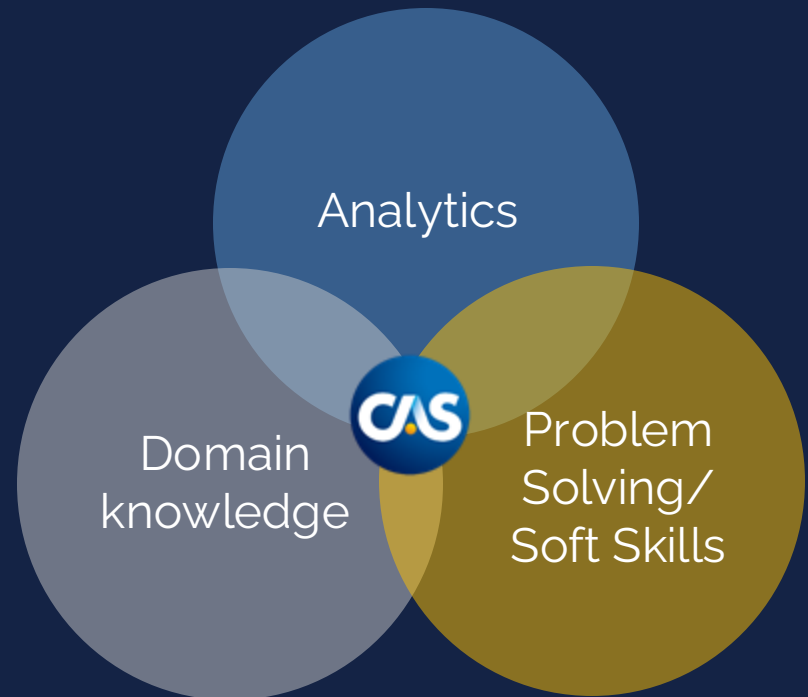 Analytics
CAS
Domain
knowledge
Problem
Solving/
Soft Skills